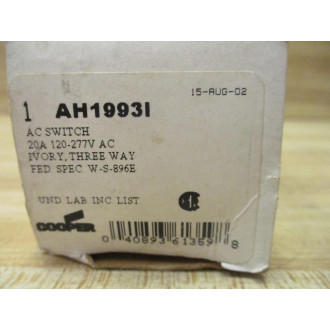 15-AUG-02
1 AH1993I
AC SWITCH
20A 120-277V AC
IVORY, THREE WAY
FED SPEC W-S-896E
UND LAB INC LIST
COOPER
0 40893 61359 8